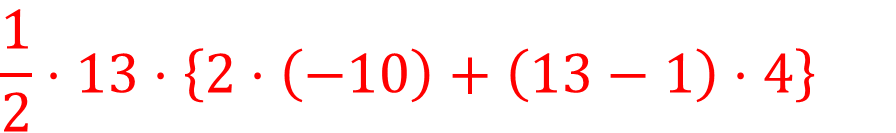 1/2 · 13 · {2 · (−10) + (13 − 1) · 4}